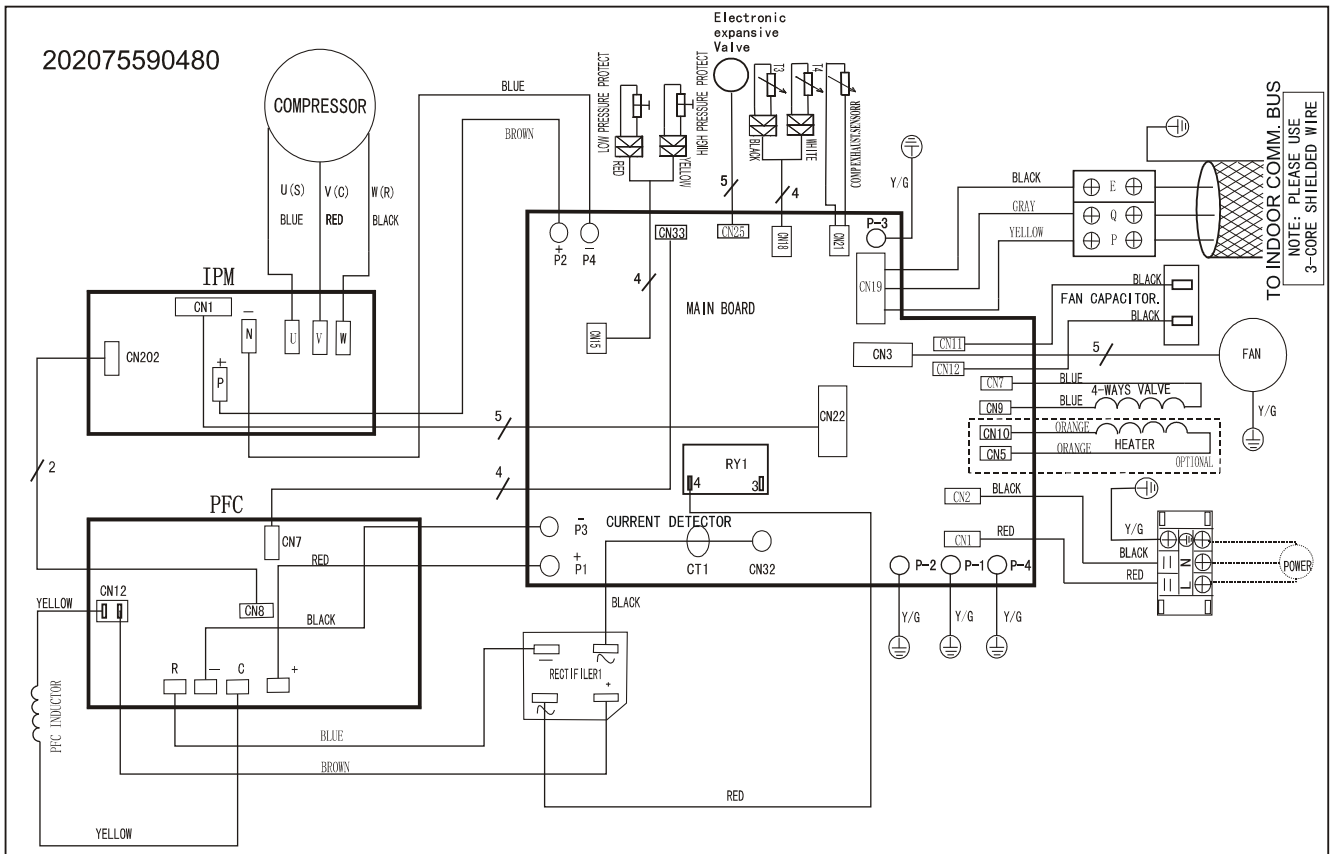 202075590480
COMPRESSOR
U(S)
V(C)
W(R)
BLUE
RED
BLACK
IPM
CN1
N
U
V
W
P
+
−
CN202
2
BLUE
BROWN
LOW PRESSURE PROTECT
HIIGH PRESSURE PROTECT
RED
YELLOW
Electronic
expansive
Valve
T3
T4
COMP.EXHAUST.SENSORR
BLACK
WHITE
5
4
4
Y/G
+
P2
−
P4
CN33
CN25
CN18
CN21
P-3
CN15
MAIN BOARD
CN19
BLACK
GRAY
YELLOW
E
Q
P
TO INDOOR COMM. BUS
NOTE: PLEASE USE
3-CORE SHIELDED WIRE
BLACK
FAN CAPACITOR.
BLACK
CN3
CN11
CN12
5
FAN
Y/G
CN7
BLUE
4-WAYS VALVE
CN9
BLUE
CN10
ORANGE
HEATER
CN5
ORANGE
OPTIONAL
CN22
5
4
RY1
4
3
CN2
BLACK
CN1
RED
Y/G
BLACK
RED
N
L
POWER
PFC
CN7
RED
−
P3
+
P1
CURRENT DETECTOR
CT1
CN32
P-2
P-1
P-4
Y/G
Y/G
Y/G
YELLOW
CN12
CN8
BLACK
BLACK
R
−
C
+
PFC INDUCTOR
RECTIFILER1
−
+
BLUE
BROWN
RED
YELLOW